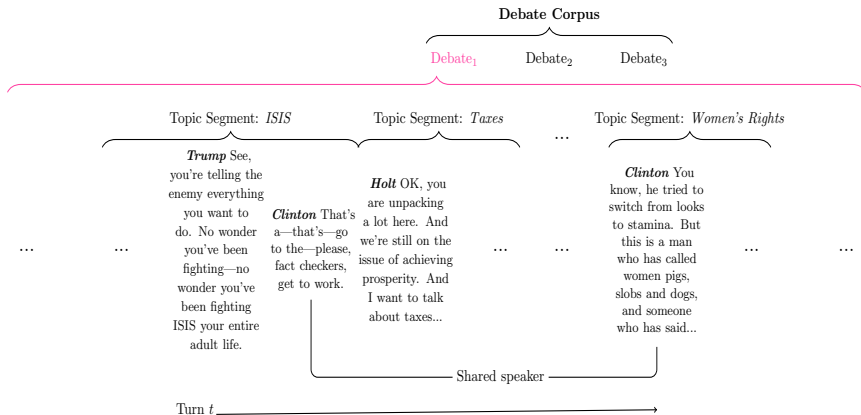 Debate Corpus
Debate1 Debate2 Debate3
Topic Segment: ISIS
Topic Segment: Taxes
...
Topic Segment: Women's Rights
...
...
Trump See,
you're telling the
enemy everything
you want to
do. No wonder
you've been
fighting—no
wonder you've
been fighting
ISIS your entire
adult life.
Clinton That's
a—that's—go
to the—please,
fact checkers,
get to work.
Holt OK, you
are unpacking
a lot here. And
we're still on the
issue of achieving
prosperity. And
I want to talk
about taxes...
...
...
Clinton You
know, he tried to
switch from looks
to stamina. But
this is a man
who has called
women pigs,
slobs and dogs,
and someone
who has said...
...
...
Shared speaker
Turn t